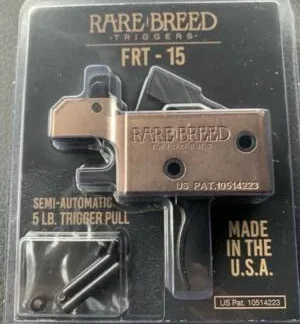 RARE BREED
TRIGGERS
FRT - 15
RARE BREED
TRIGGERS
US PAT.10514223
SEMI-AUTOMATIC
5 LB. TRIGGER PULL
MADE
IN THE
U.S.A.
US Pat. 10514223